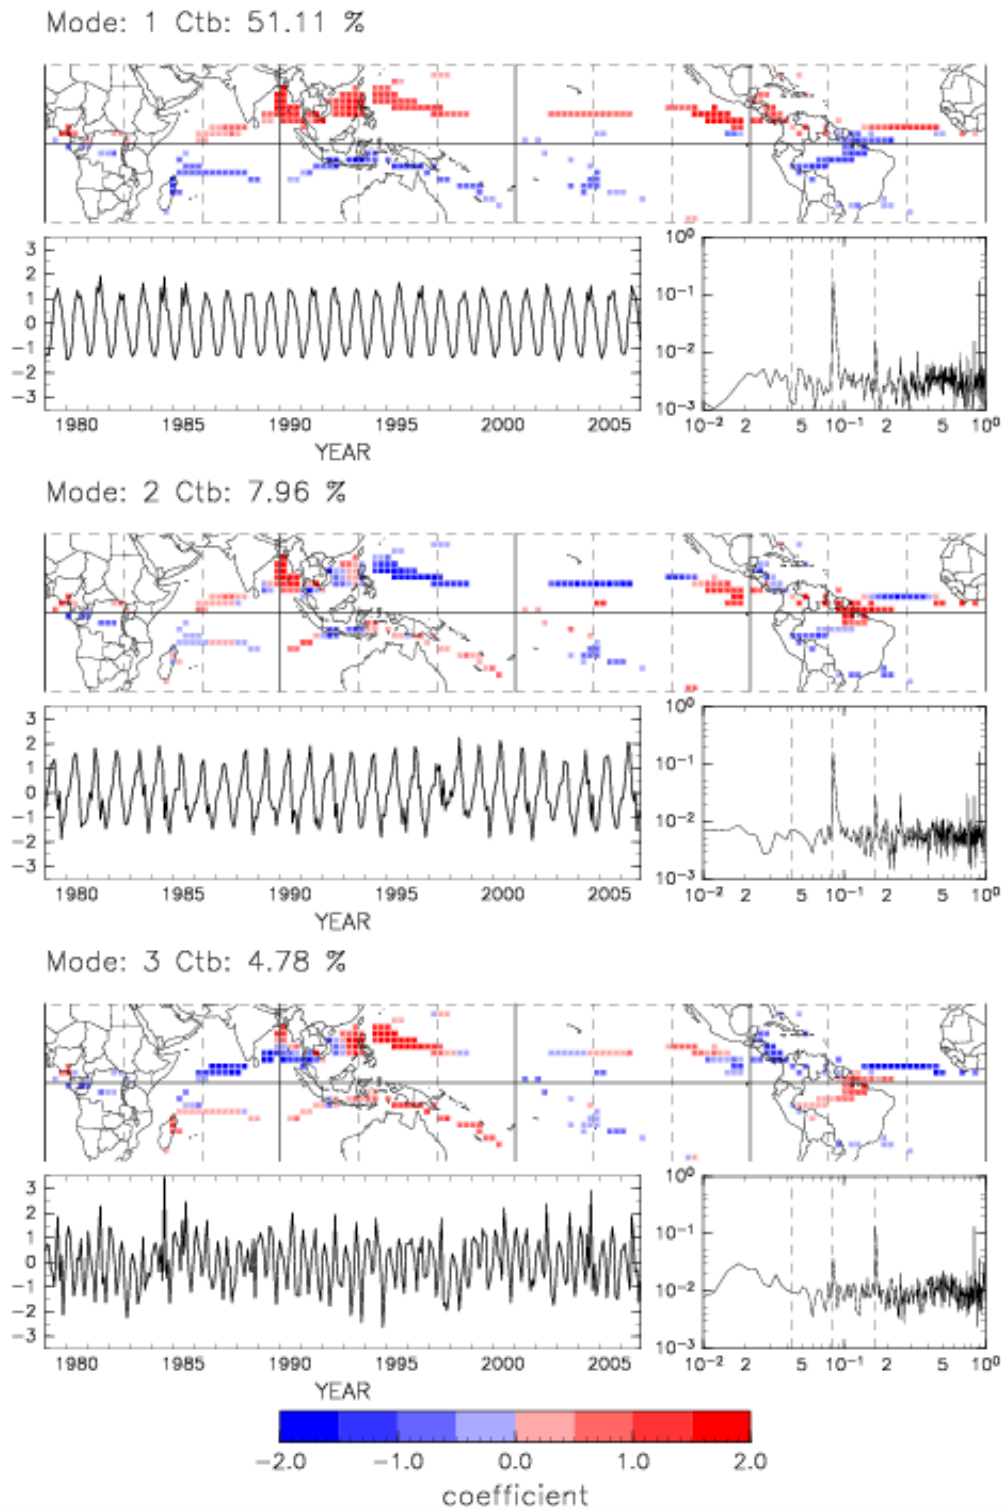 Mode: 1 Ctb: 51.11 %
3
2
1
0
−1
−2
−3
1980 1985 1990 1995 2000 2005
YEAR
10⁰
10⁻¹
10⁻²
10⁻³
10⁻² 2 5 10⁻¹ 2 5 10⁰
Mode: 2 Ctb: 7.96 %
3
2
1
0
−1
−2
−3
1980 1985 1990 1995 2000 2005
YEAR
10⁰
10⁻¹
10⁻²
10⁻³
10⁻² 2 5 10⁻¹ 2 5 10⁰
Mode: 3 Ctb: 4.78 %
3
2
1
0
−1
−2
−3
1980 1985 1990 1995 2000 2005
YEAR
10⁰
10⁻¹
10⁻²
10⁻³
10⁻² 2 5 10⁻¹ 2 5 10⁰
−2.0 −1.0 0.0 1.0 2.0
coefficient